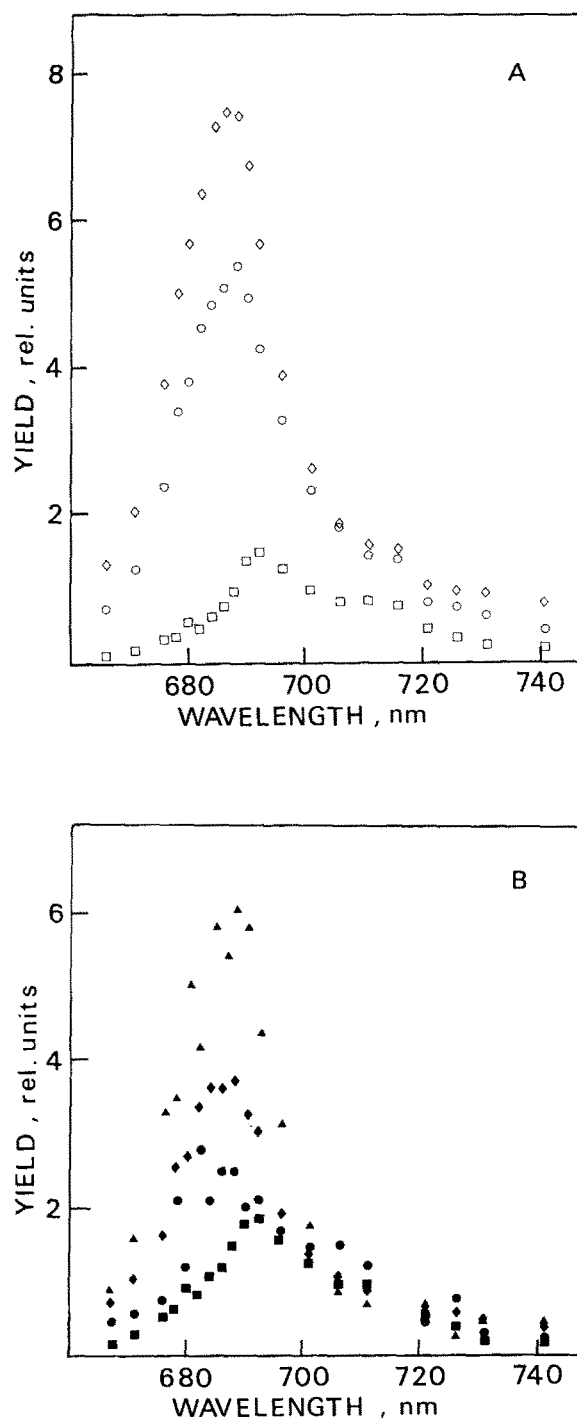 A
8
6
4
2
YIELD, rel. units
680 700 720 740
WAVELENGTH, nm
B
6
4
2
YIELD, rel. units
680 700 720 740
WAVELENGTH, nm